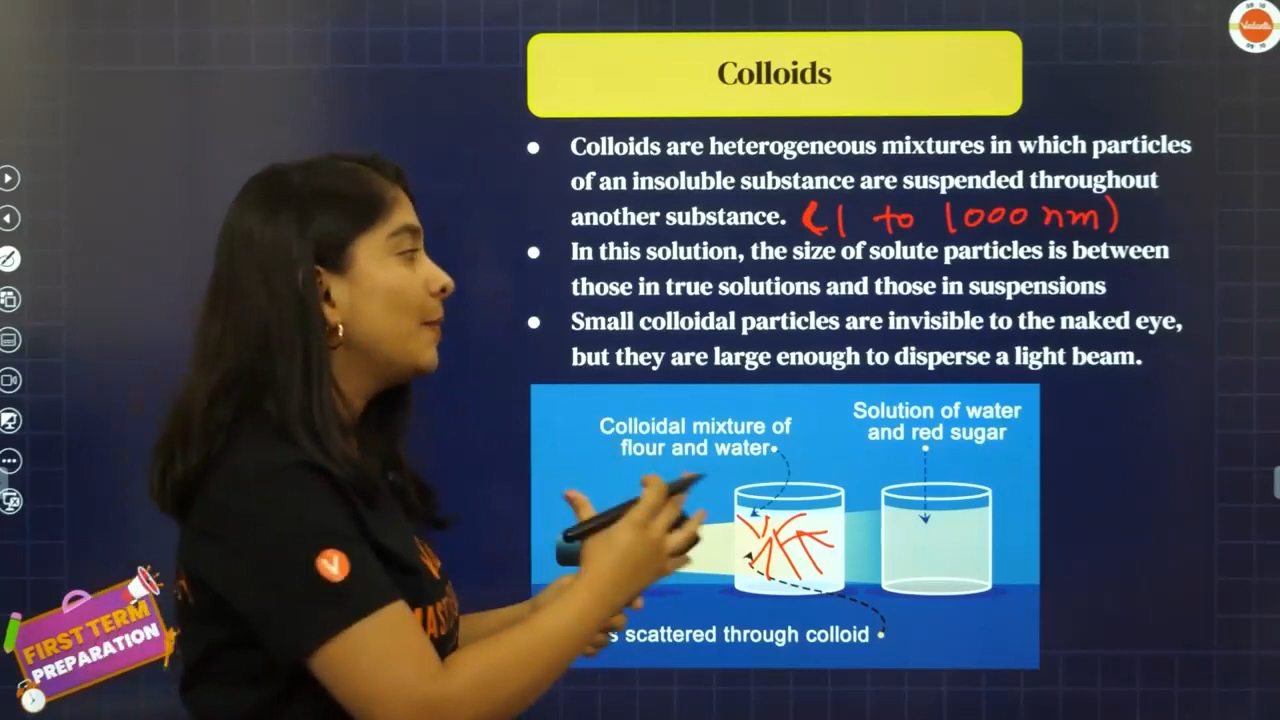 Colloids
Vedantu
• Colloids are heterogeneous mixtures in which particles
of an insoluble substance are suspended throughout
another substance. (1 to 1000 nm)
• In this solution, the size of solute particles is between
those in true solutions and those in suspensions
• Small colloidal particles are invisible to the naked eye,
but they are large enough to disperse a light beam.
Colloidal mixture of
flour and water
Solution of water
and red sugar
scattered through colloid
FIRST TERM
PREPARATION
V